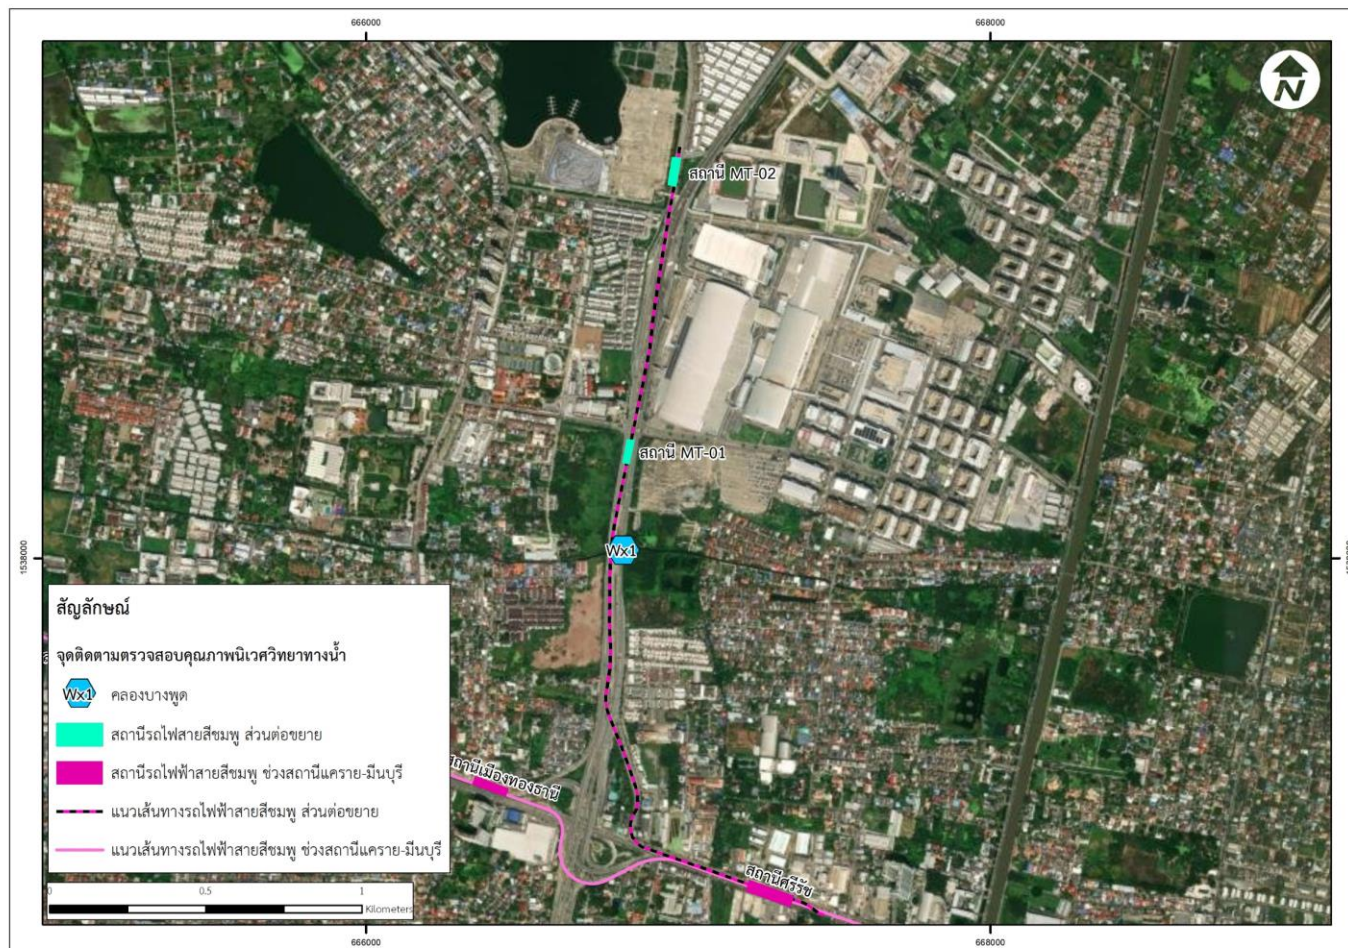 666000
668000
N
สถานี MT-02
สถานี MT-01
1538000
Wx1
สัญลักษณ์
จุดติดตามตรวจสอบคุณภาพนิเวศวิทยาทางน้ำ
Wx1 คลองบางพูด
สถานีรถไฟสายสีชมพู ส่วนต่อขยาย
สถานีรถไฟฟ้าสายสีชมพู ช่วงสถานีแคราย-มีนบุรี
แนวเส้นทางรถไฟฟ้าสายสีชมพู ส่วนต่อขยาย
แนวเส้นทางรถไฟฟ้าสายสีชมพู ช่วงสถานีแคราย-มีนบุรี
สถานีเมืองทองธานี
สถานีศรีรัช
0 0.5 1
Kilometers
666000
668000